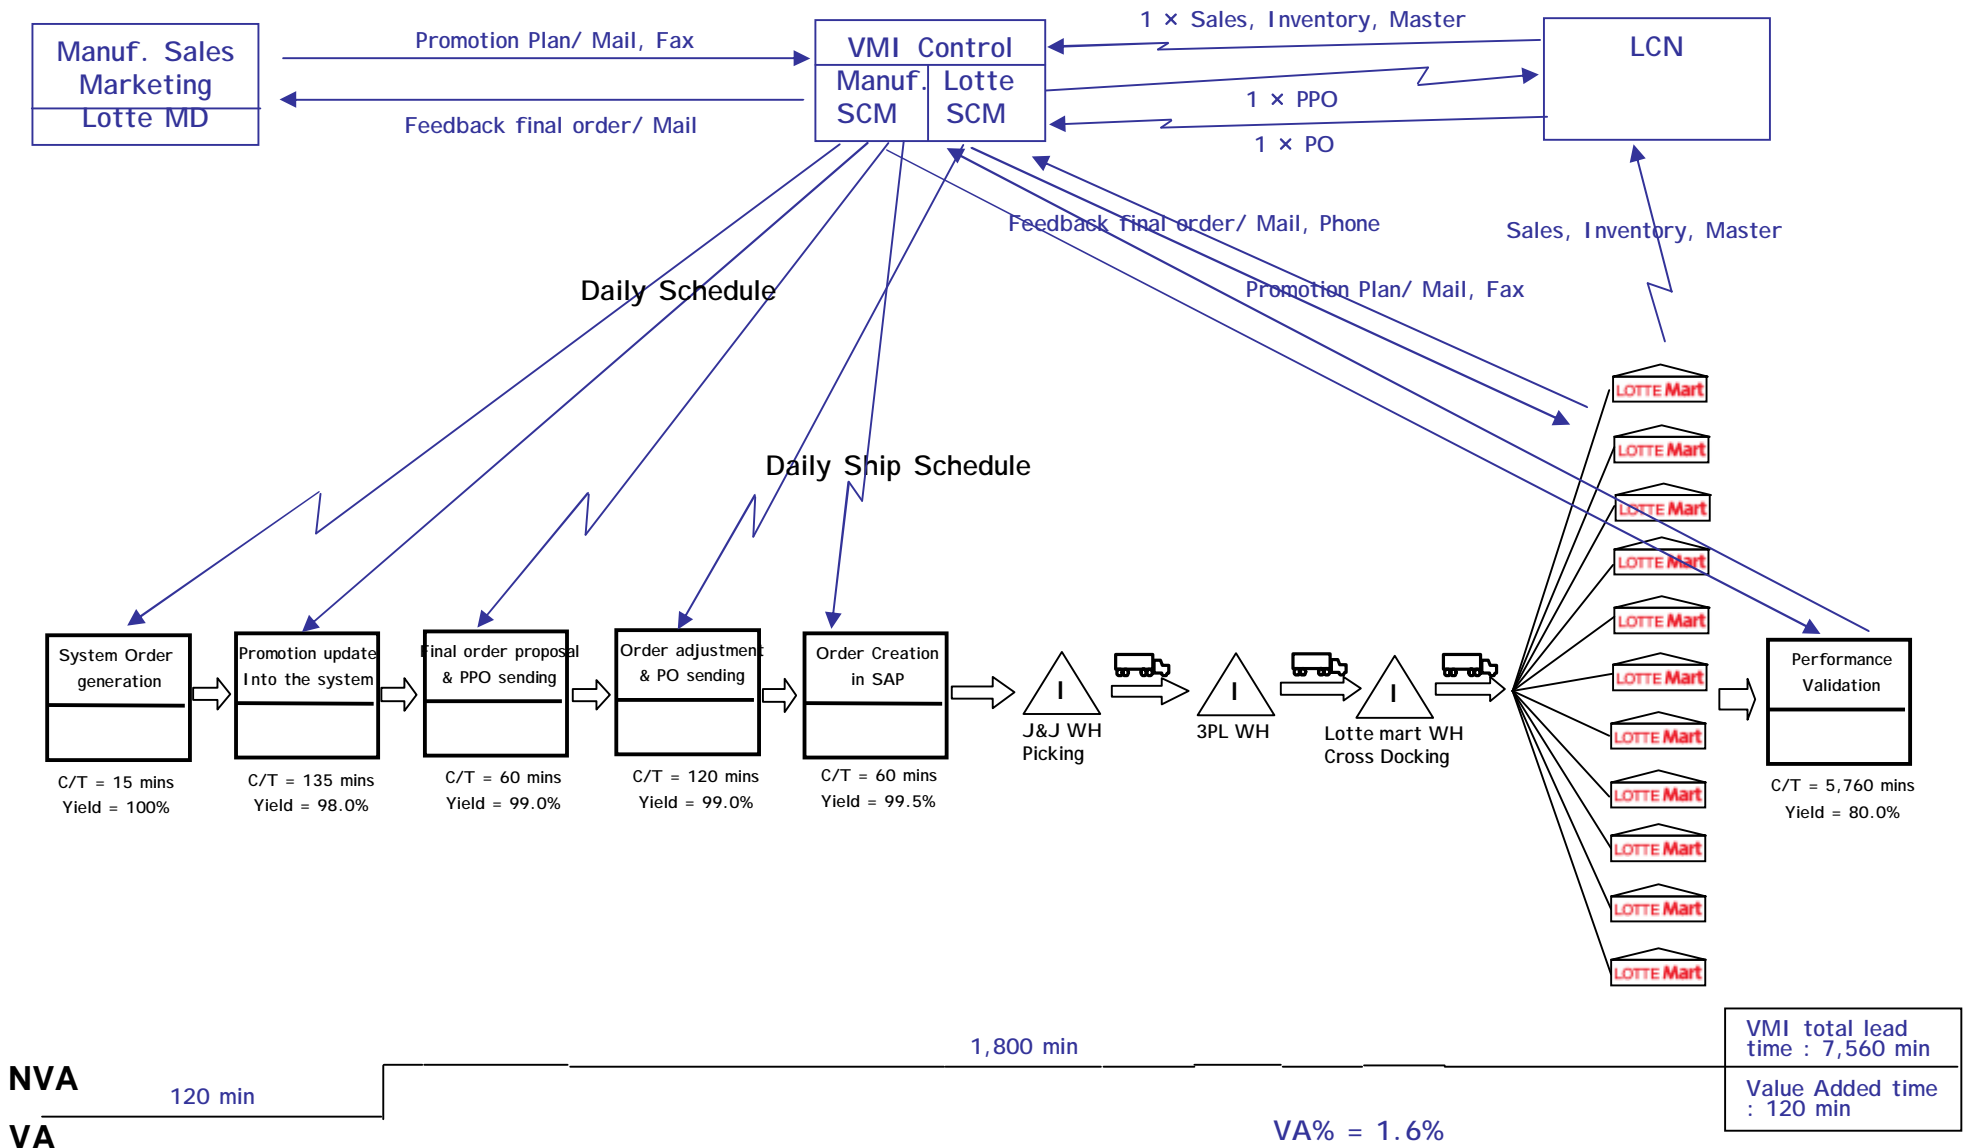 Manuf. Sales
Marketing
Lotte MD
Promotion Plan/ Mail, Fax
Feedback final order/ Mail
VMI Control
Manuf.
SCM
Lotte
SCM
1 × Sales, Inventory, Master
1 × PPO
1 × PO
LCN
Feedback final order/ Mail, Phone
Sales, Inventory, Master
Promotion Plan/ Mail, Fax
Daily Schedule
Daily Ship Schedule
LOTTE Mart
LOTTE Mart
LOTTE Mart
LOTTE Mart
LOTTE Mart
LOTTE Mart
LOTTE Mart
LOTTE Mart
LOTTE Mart
LOTTE Mart
LOTTE Mart
System Order
generation
C/T = 15 mins
Yield = 100%
Promotion update
Into the system
C/T = 135 mins
Yield = 98.0%
Final order proposal
& PPO sending
C/T = 60 mins
Yield = 99.0%
Order adjustment
& PO sending
C/T = 120 mins
Yield = 99.0%
Order Creation
in SAP
C/T = 60 mins
Yield = 99.5%
I
J&J WH
Picking
I
3PL WH
I
Lotte mart WH
Cross Docking
Performance
Validation
C/T = 5,760 mins
Yield = 80.0%
NVA
VA
120 min
1,800 min
VA% = 1.6%
VMI total lead
time : 7,560 min
Value Added time
: 120 min